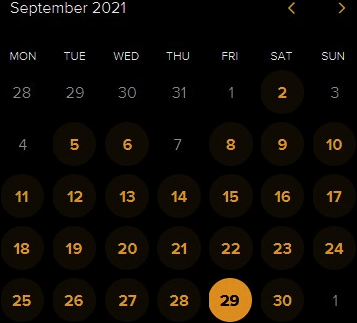 September 2021 < >
MON TUE WED THU FRI SAT SUN
28 29 30 31 1 2 3
4 5 6 7 8 9 10
11 12 13 14 15 16 17
18 19 20 21 22 23 24
25 26 27 28 29 30 1